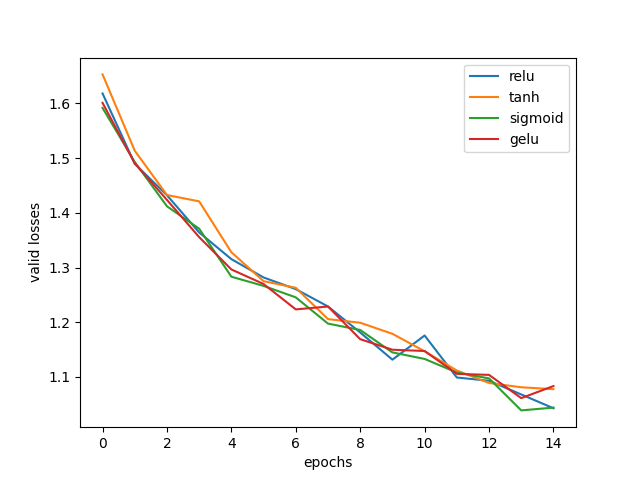 relu
tanh
sigmoid
gelu
1.6
1.5
1.4
1.3
1.2
1.1
valid losses
0 2 4 6 8 10 12 14
epochs